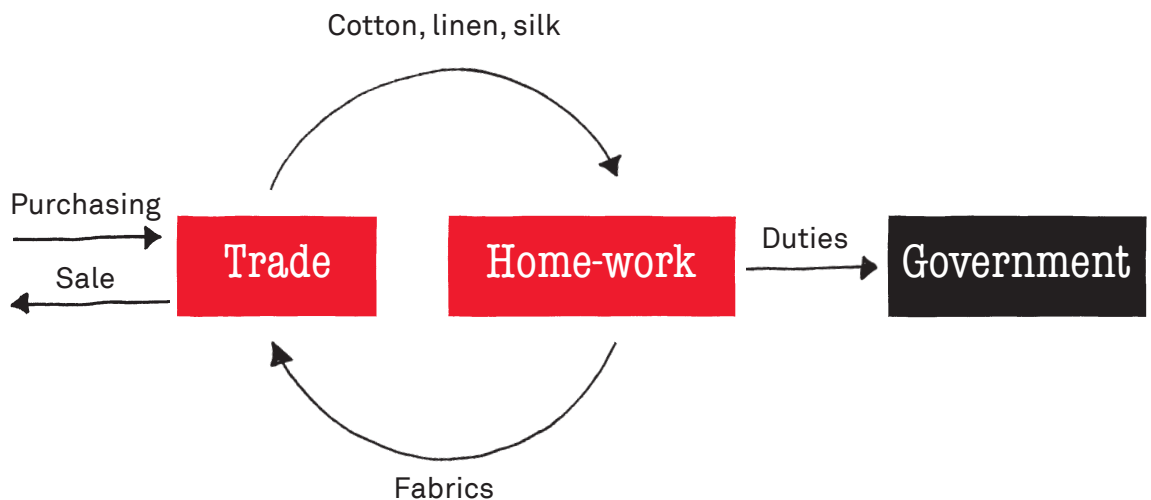 Cotton, linen, silk
Purchasing
Sale
Trade
Home-work
Duties
Government
Fabrics